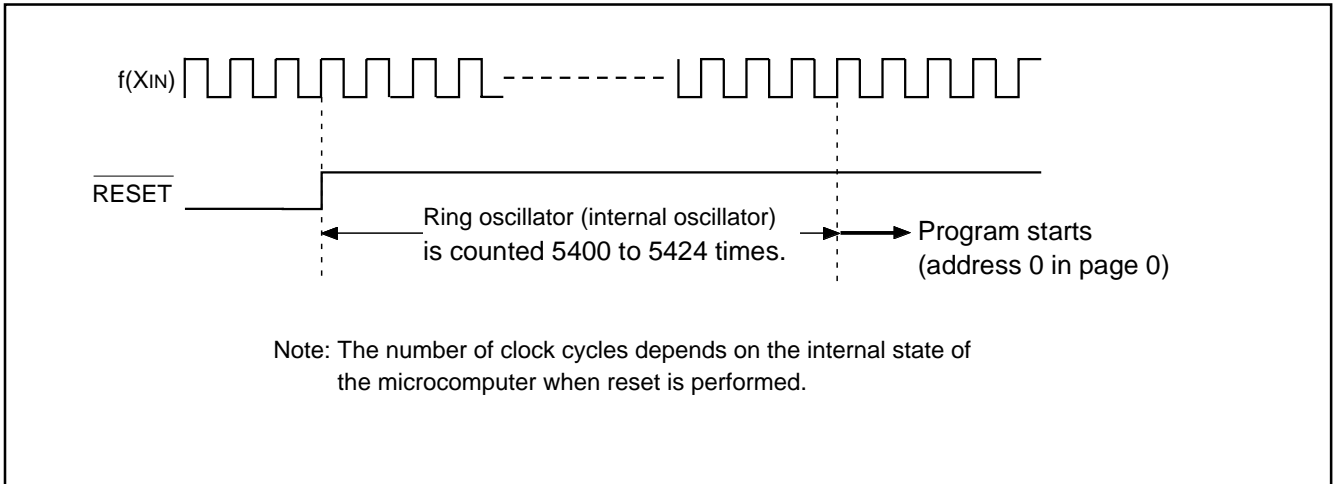 f(XIN)
RESET
Ring oscillator (internal oscillator)
is counted 5400 to 5424 times.
Program starts
(address 0 in page 0)
Note: The number of clock cycles depends on the internal state of
the microcomputer when reset is performed.